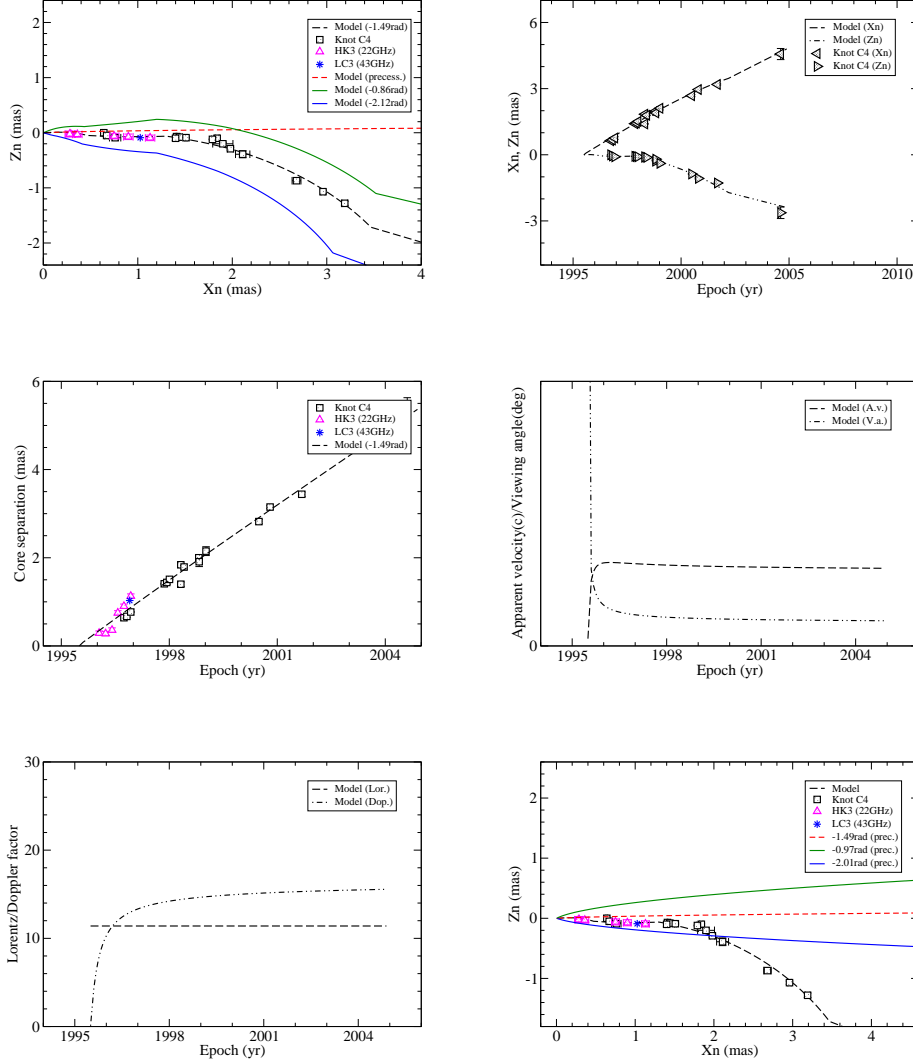 Zn (mas)
2
0
-2
0
1
2
3
4
Xn (mas)
Model (-1.49rad)
Knot C4
HK3 (22GHz)
LC3 (43GHz)
Model (precess.)
Model (-0.86rad)
Model (-2.12rad)
Xn, Zn (mas)
6
3
0
-3
1995
2000
2005
2010
Epoch (yr)
Model (Xn)
Model (Zn)
Knot C4 (Xn)
Knot C4 (Zn)
Core separation (mas)
6
4
2
0
1995
1998
2001
2004
Epoch (yr)
Knot C4
HK3 (22GHz)
LC3 (43GHz)
Model (-1.49rad)
Apparent velocity(c)/Viewing angle(deg)
0
1995
1998
2001
2004
Epoch (yr)
Model (A.v.)
Model (V.a.)
Lorentz/Doppler factor
30
20
10
0
1995
1998
2001
2004
Epoch (yr)
Model (Lor.)
Model (Dop.)
Zn (mas)
2
1
0
-1
0
1
2
3
4
Xn (mas)
Model
Knot C4
HK3 (22GHz)
LC3 (43GHz)
-1.49rad (prec.)
-0.97rad (prec.)
-2.01rad (prec.)